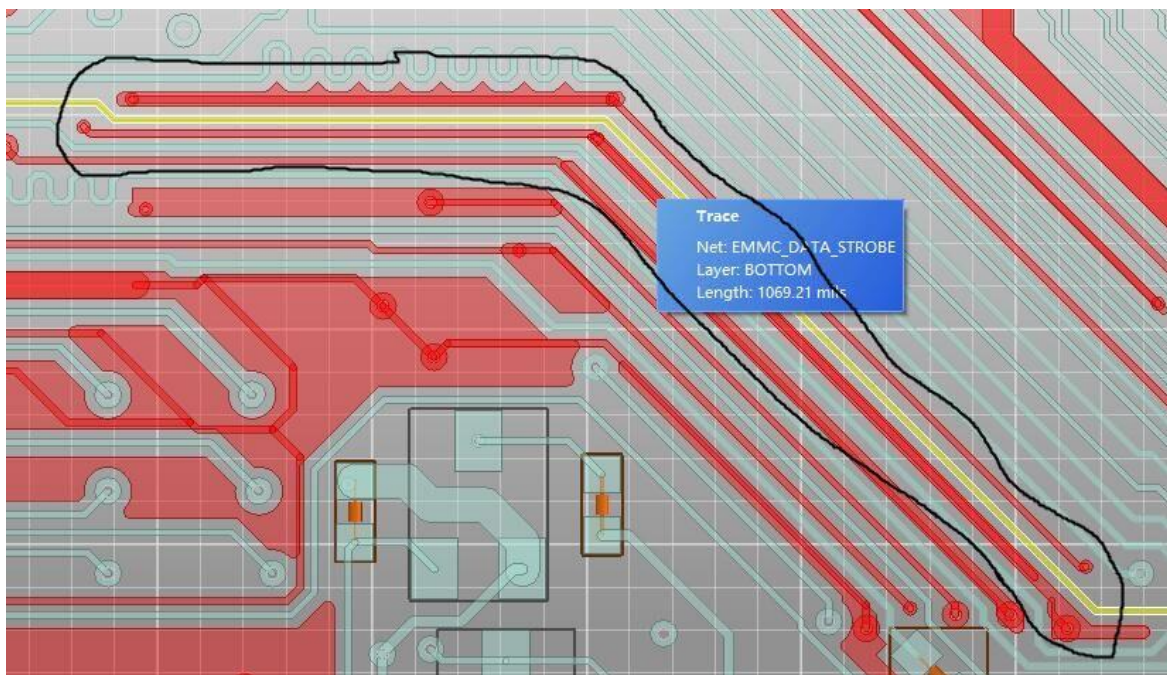 Trace
Net: EMMC_DATA_STROBE
Layer: BOTTOM
Length: 1069.21 mils